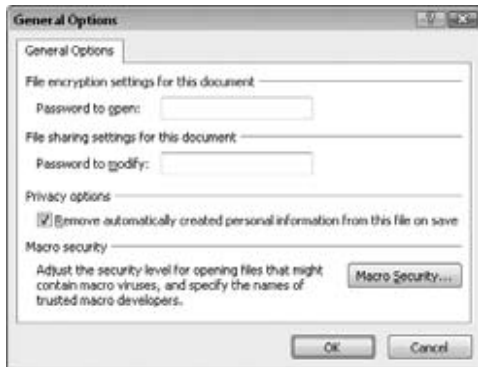 General Options
General Options
File encryption settings for this document
Password to open:
File sharing settings for this document
Password to modify:
Privacy options
Remove automatically created personal information from this file on save
Macro security
Adjust the security level for opening files that might
contain macro viruses, and specify the names of
trusted macro developers.
Macro Security...
OK
Cancel